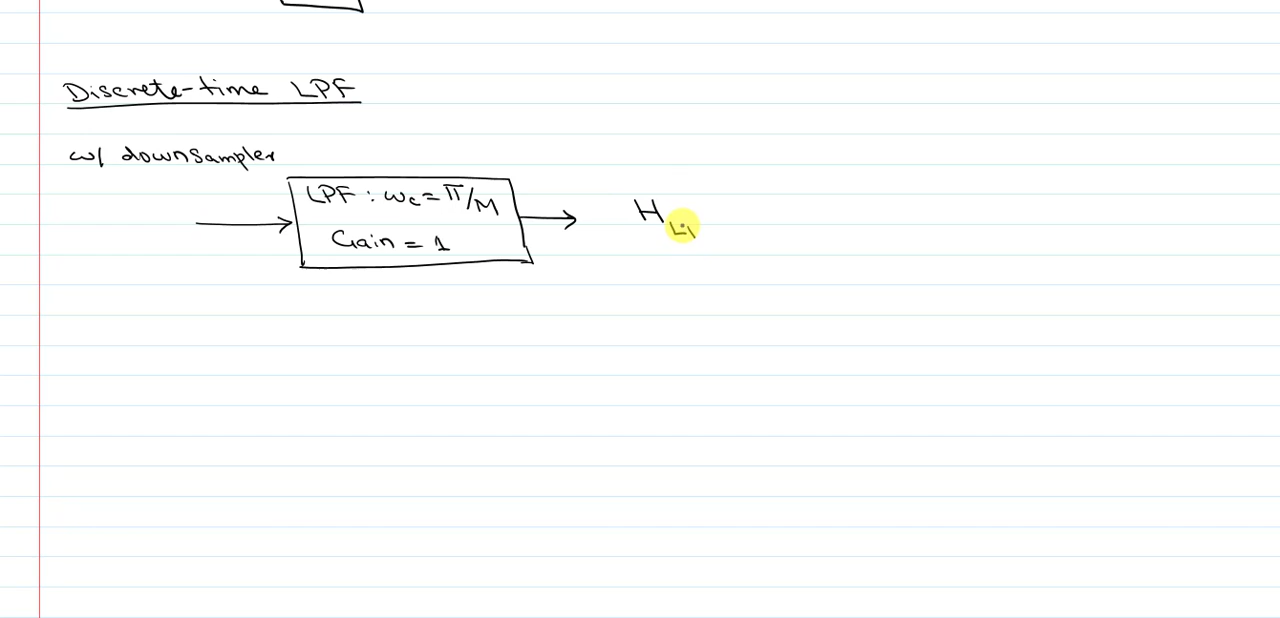 Discrete-time LPF
w/ downsampler
LPF : ωc = π/M
Gain = 1
H